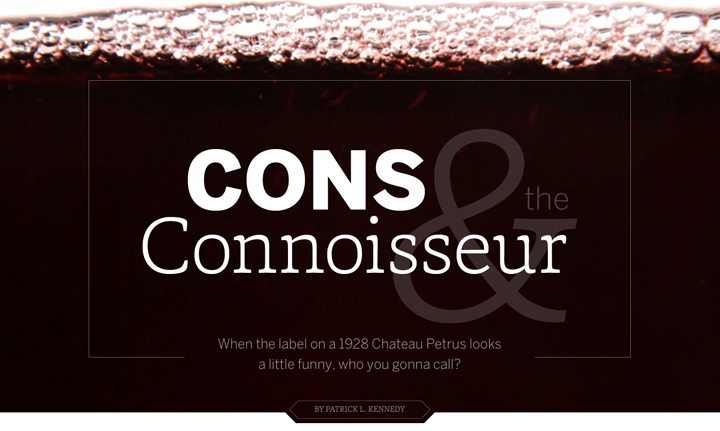 CONS & the
Connoisseur
When the label on a 1928 Chateau Petrus looks
a little funny, who you gonna call?
BY PATRICK L. KENNEDY